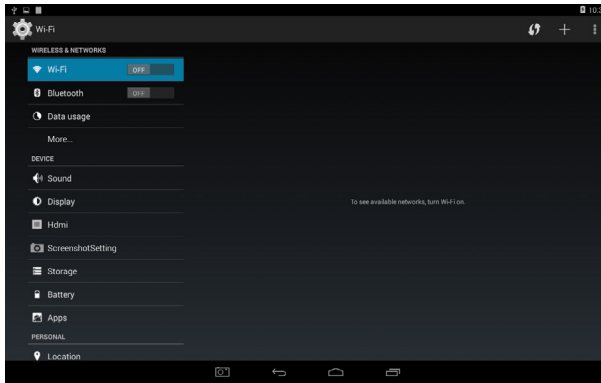 10:
Wi-Fi
WIRELESS & NETWORKS
Wi-Fi OFF
Bluetooth OFF
Data usage
More...
DEVICE
Sound
Display
To see available networks, turn Wi-Fi on.
Hdmi
ScreenshotSetting
Storage
Battery
Apps
PERSONAL
Location